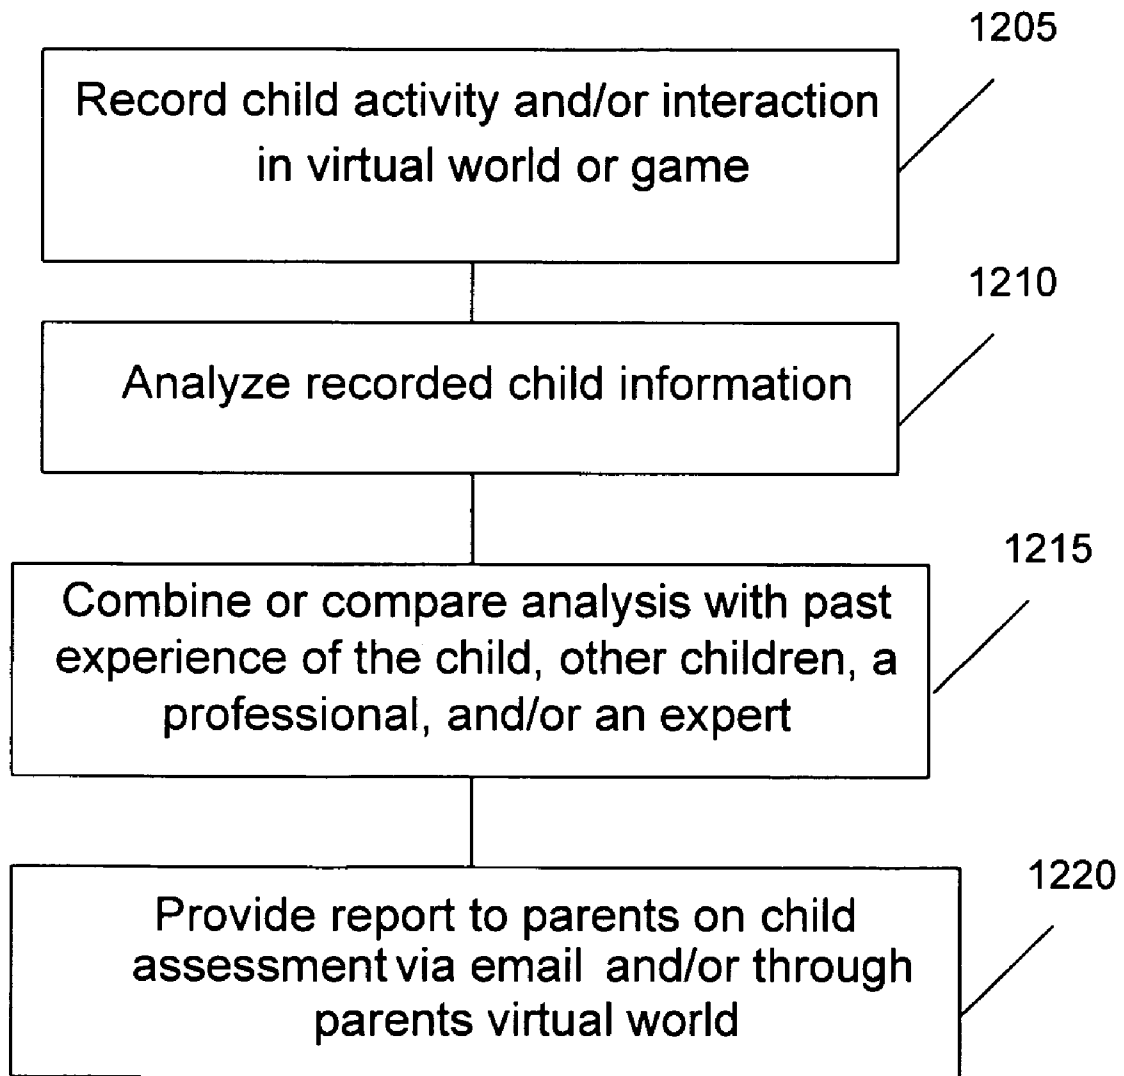 1205
Record child activity and/or interaction
in virtual world or game
1210
Analyze recorded child information
1215
Combine or compare analysis with past
experience of the child, other children, a
professional, and/or an expert
1220
Provide report to parents on child
assessment via email and/or through
parents virtual world